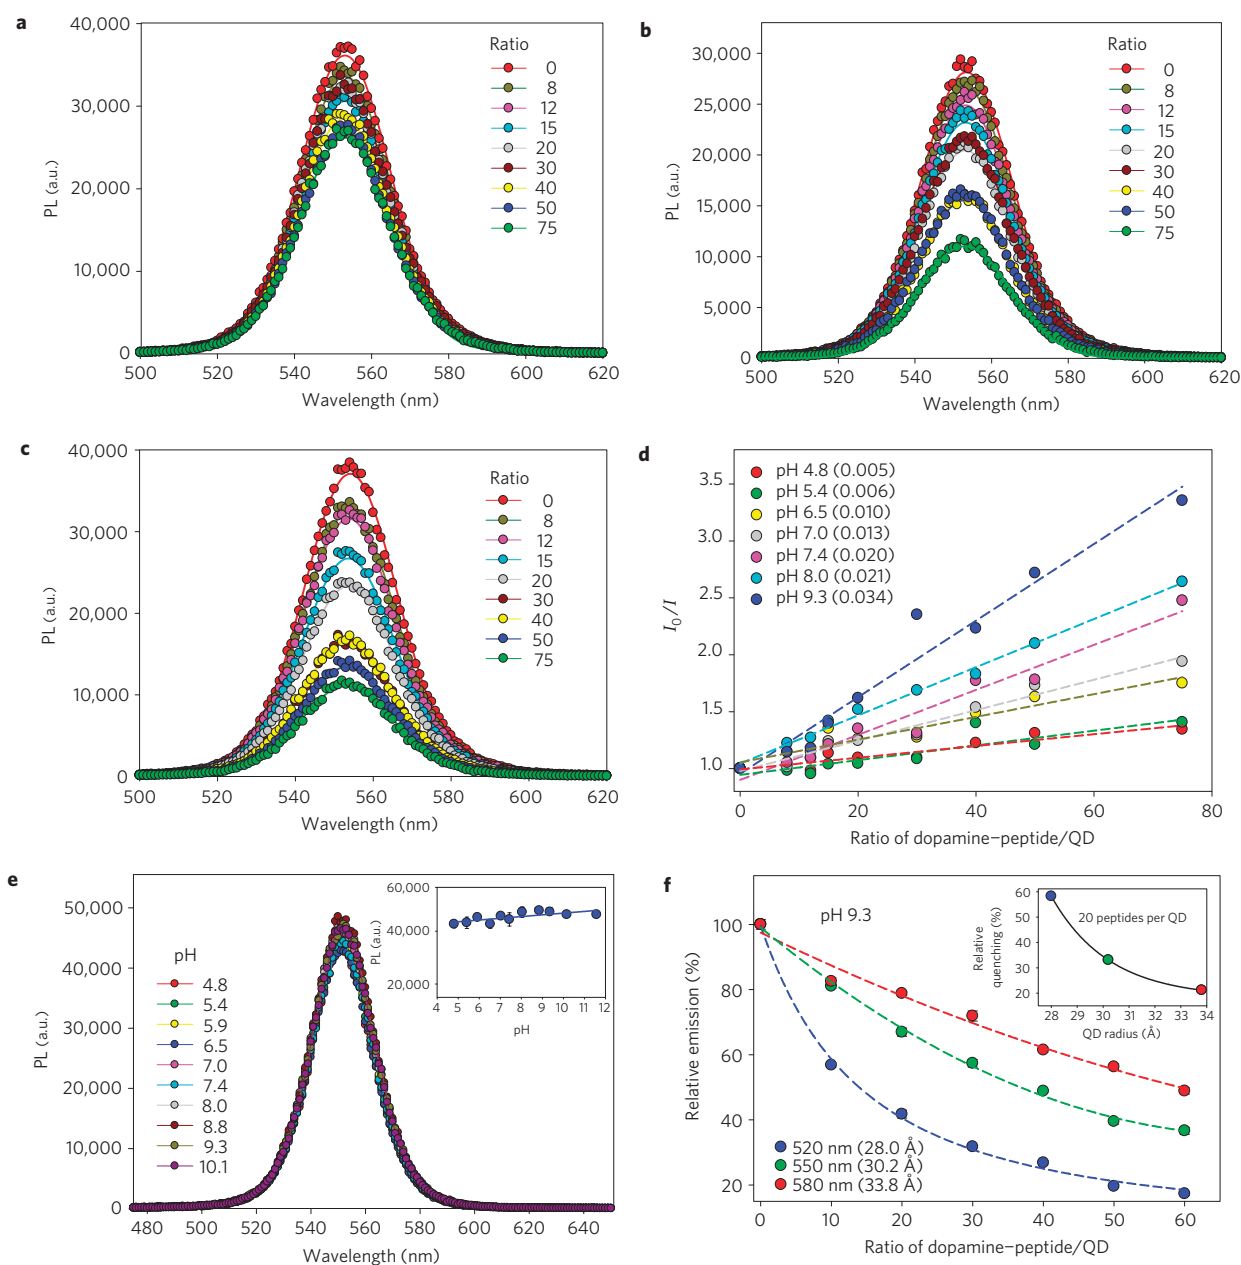 a
40,000
30,000
20,000
10,000
0
500 520 540 560 580 600 620
Wavelength (nm)
PL (a.u.)
Ratio
0
8
12
15
20
30
40
50
75
b
30,000
25,000
20,000
15,000
10,000
5,000
0
500 520 540 560 580 600 620
Wavelength (nm)
PL (a.u.)
Ratio
0
8
12
15
20
30
40
50
75
c
40,000
30,000
20,000
10,000
0
500 520 540 560 580 600 620
Wavelength (nm)
PL (a.u.)
Ratio
0
8
12
15
20
30
40
50
75
d
3.5
3.0
2.5
2.0
1.5
1.0
0 20 40 60 80
Ratio of dopamine–peptide/QD
I0/I
pH 4.8 (0.005)
pH 5.4 (0.006)
pH 6.5 (0.010)
pH 7.0 (0.013)
pH 7.4 (0.020)
pH 8.0 (0.021)
pH 9.3 (0.034)
e
50,000
40,000
30,000
20,000
10,000
0
480 500 520 540 560 580 600 620 640
Wavelength (nm)
PL (a.u.)
pH
4.8
5.4
5.9
6.5
7.0
7.4
8.0
8.8
9.3
10.1
60,000
40,000
20,000
4 5 6 7 8 9 10 11 12
pH
PL (a.u.)
f
100
80
60
40
20
0 10 20 30 40 50 60
Ratio of dopamine–peptide/QD
Relative emission (%)
pH 9.3
520 nm (28.0 Å)
550 nm (30.2 Å)
580 nm (33.8 Å)
60
50
40
30
20
28 29 30 31 32 33 34
QD radius (Å)
Relative
quenching (%)
20 peptides per QD